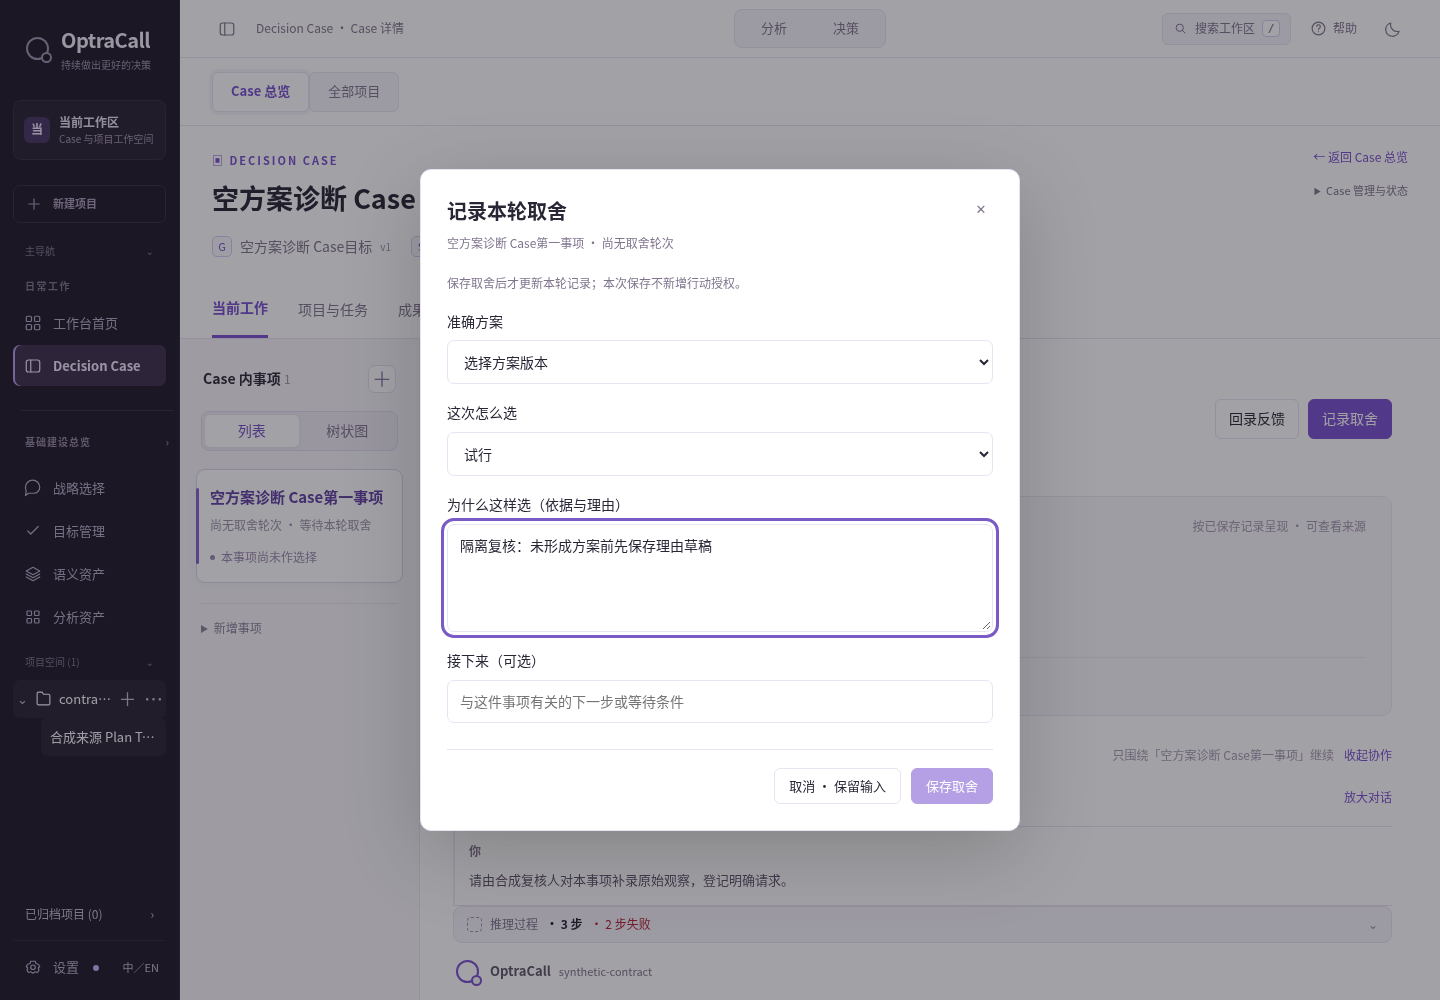 OptraCall
持续做出更好的决策
当 当前工作区
Case 与项目工作空间
新建项目
主导航
日常工作
工作台首页
Decision Case
基础建设总览
战略选择
目标管理
语义资产
分析资产
项目空间 (1)
contra···
合成来源 Plan T···
已归档项目 (0)
设置
中／EN
Decision Case · Case 详情
分析 决策
搜索工作区 /
帮助
Case 总览 全部项目
DECISION CASE
← 返回 Case 总览
空方案诊断 Case
Case 管理与状态
G 空方案诊断 Case目标 v1
当前工作 项目与任务
Case 内事项 1
列表 树状图
空方案诊断 Case第一事项
尚无取舍轮次 · 等待本轮取舍
本事项尚未作选择
新增事项
回录反馈 记录取舍
按已保存记录呈现 · 可查看来源
只围绕「空方案诊断 Case第一事项」继续 收起协作
放大对话
你
请由合成复核人对本事项补录原始观察，登记明确请求。
推理过程 · 3 步 · 2 步失败
OptraCall synthetic-contract
记录本轮取舍
×
空方案诊断 Case第一事项 · 尚无取舍轮次
保存取舍后才更新本轮记录；本次保存不新增行动授权。
准确方案
选择方案版本
这次怎么选
试行
为什么这样选（依据与理由）
隔离复核：未形成方案前先保存理由草稿
接下来（可选）
与这件事项有关的下一步或等待条件
取消 · 保留输入 保存取舍